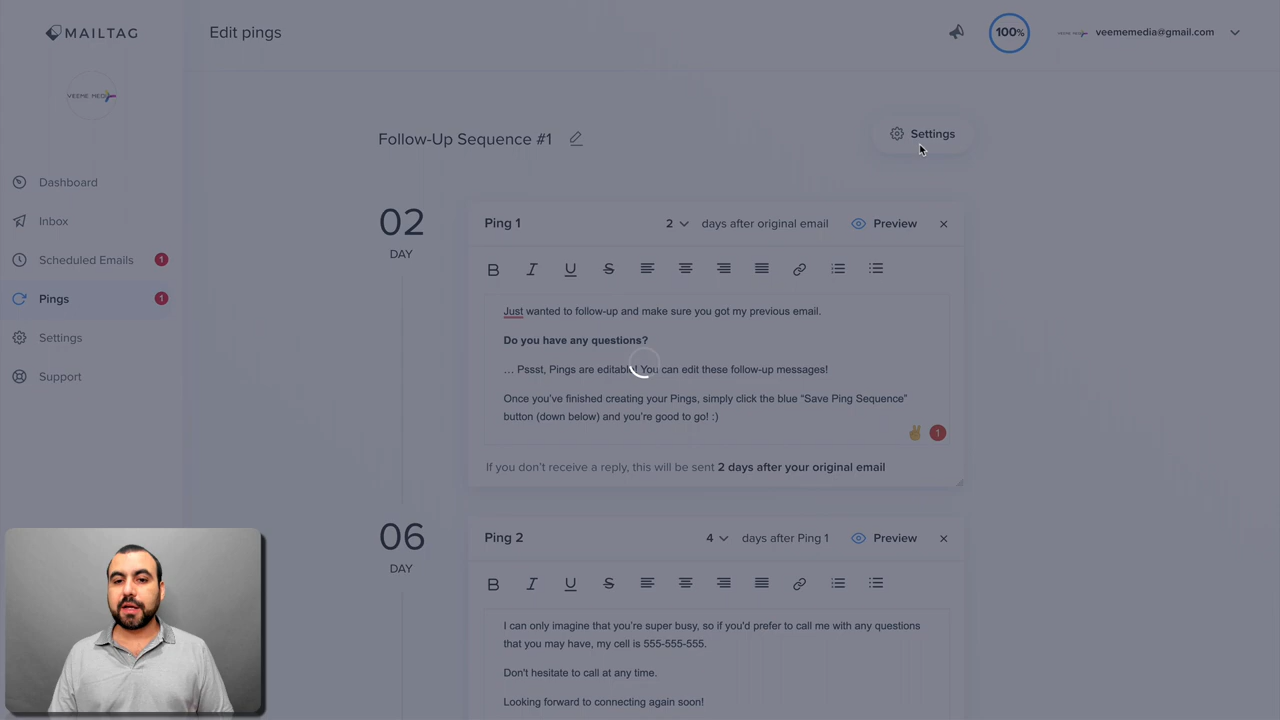 MAILTAG
Edit pings
100%
veememedia@gmail.com
VEEME MEDIA
Follow-Up Sequence #1
Settings
Dashboard
Inbox
Scheduled Emails 1
Pings 1
Settings
Support
02
DAY
Ping 1
2 days after original email
Preview
B I U S
Just wanted to follow-up and make sure you got my previous email.
Do you have any questions?
… Pssst, Pings are editable! You can edit these follow-up messages!
Once you’ve finished creating your Pings, simply click the blue “Save Ping Sequence”
button (down below) and you’re good to go! :)
1
If you don’t receive a reply, this will be sent 2 days after your original email
06
DAY
Ping 2
4 days after Ping 1
Preview
B I U S
I can only imagine that you’re super busy, so if you'd prefer to call me with any questions
that you may have, my cell is 555-555-555.
Don't hesitate to call at any time.
Looking forward to connecting again soon!